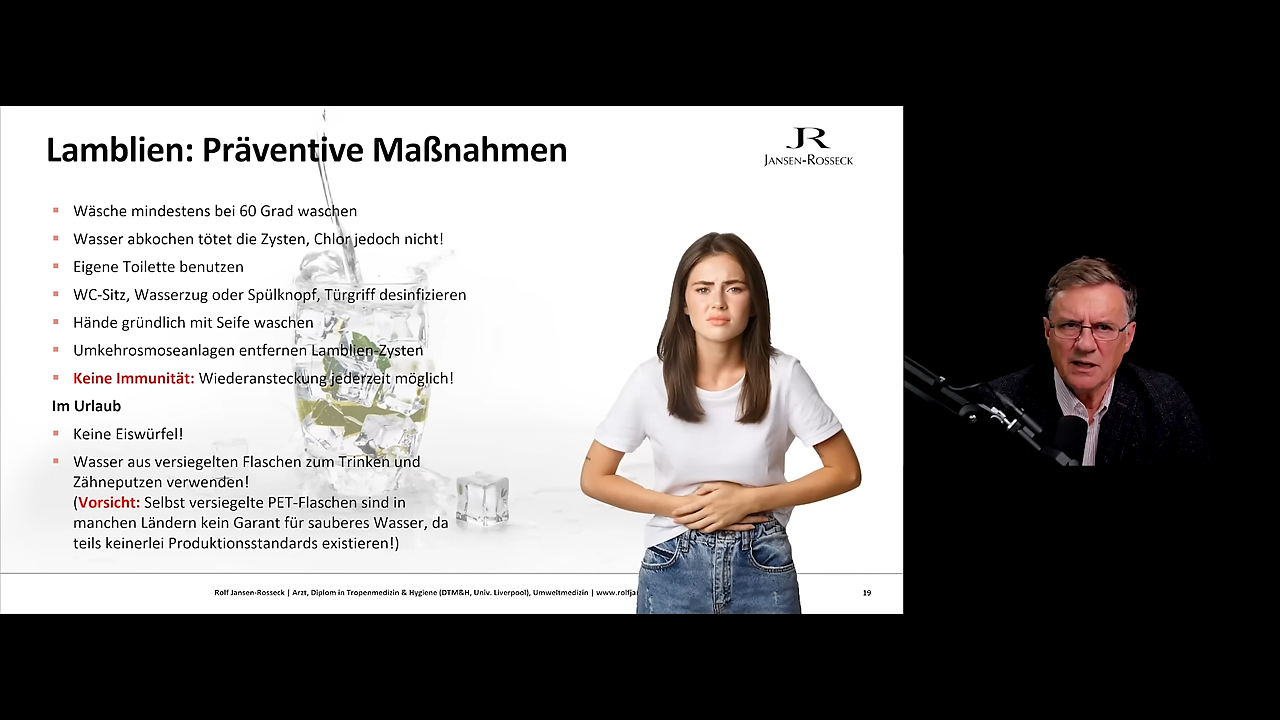 Lamblien: Präventive Maßnahmen
JR
JANSEN-ROSSECK
Wäsche mindestens bei 60 Grad waschen
Wasser abkochen tötet die Zysten, Chlor jedoch nicht!
Eigene Toilette benutzen
WC-Sitz, Wasserzug oder Spülknopf, Türgriff desinfizieren
Hände gründlich mit Seife waschen
Umkehrosmoseanlagen entfernen Lamblien-Zysten
Keine Immunität: Wiederansteckung jederzeit möglich!
Im Urlaub
Keine Eiswürfel!
Wasser aus versiegelten Flaschen zum Trinken und
Zähneputzen verwenden!
(Vorsicht: Selbst versiegelte PET-Flaschen sind in
manchen Ländern kein Garant für sauberes Wasser, da
teils keinerlei Produktionsstandards existieren!)
Rolf Jansen-Rosseck | Arzt, Diplom in Tropenmedizin & Hygiene (DTM&H, Univ. Liverpool), Umweltmedizin | www.rolfja
19